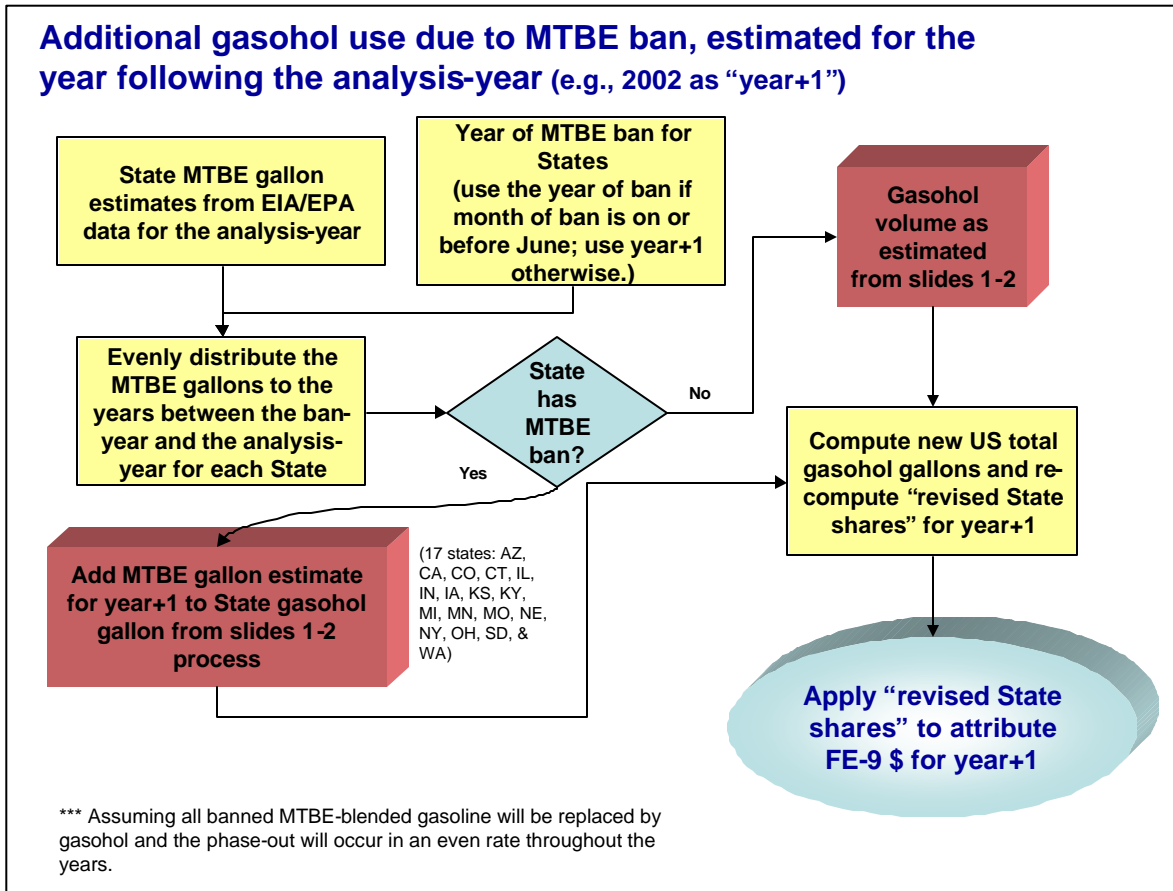 Additional gasohol use due to MTBE ban, estimated for the
year following the analysis-year (e.g., 2002 as “year+1”)
State MTBE gallon
estimates from EIA/EPA
data for the analysis-year
Year of MTBE ban for
States
(use the year of ban if
month of ban is on or
before June; use year+1
otherwise.)
Gasohol
volume as
estimated
from slides 1-2
Evenly distribute the
MTBE gallons to the
years between the ban-
year and the analysis-
year for each State
State
has
MTBE
ban?
No
Yes
Compute new US total
gasohol gallons and re-
compute “revised State
shares” for year+1
Add MTBE gallon estimate
for year+1 to State gasohol
gallon from slides 1-2
process
(17 states: AZ,
CA, CO, CT, IL,
IN, IA, KS, KY,
MI, MN, MO, NE,
NY, OH, SD, &
WA)
Apply “revised State
shares” to attribute
FE-9 $ for year+1
*** Assuming all banned MTBE-blended gasoline will be replaced by
gasohol and the phase-out will occur in an even rate throughout the
years.